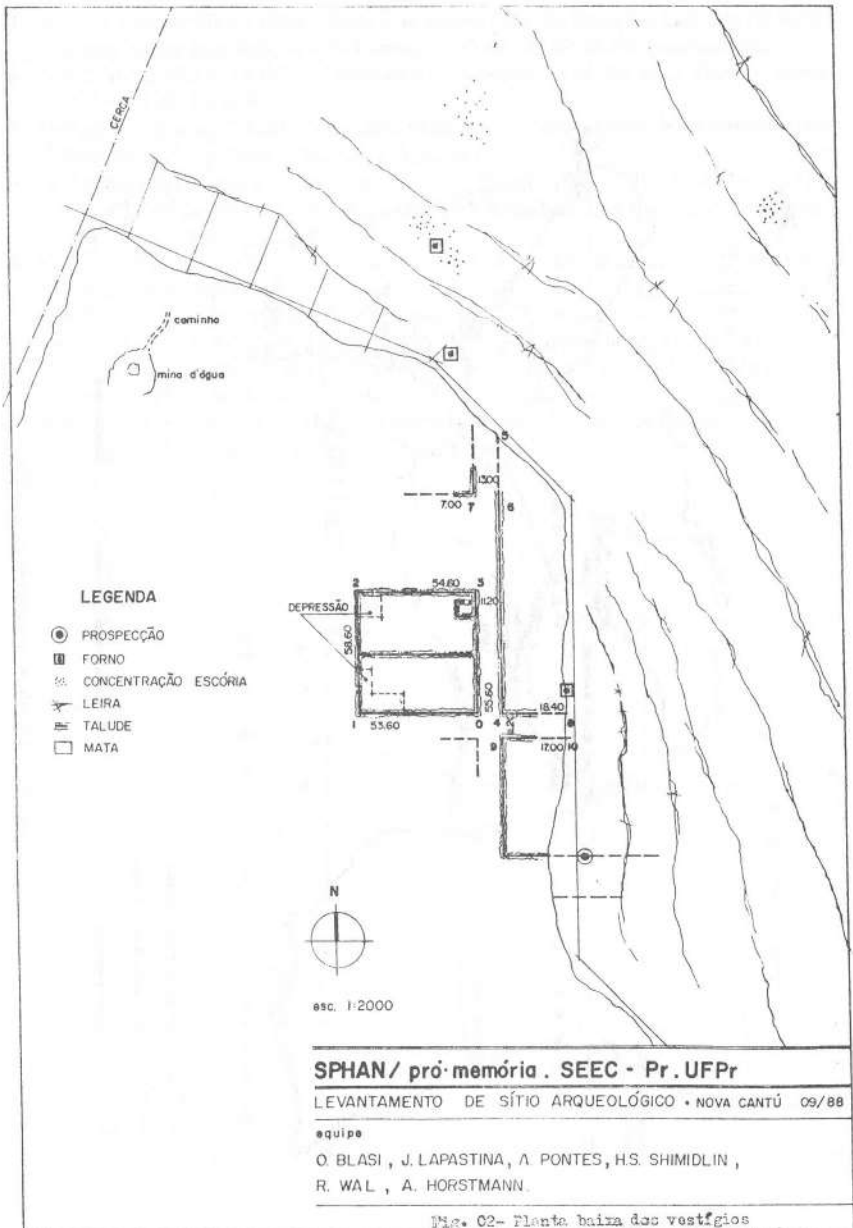 CERCA
caminho
mina d'água
5
13.00
7.00 7 6
2 54.60 3
11.20
DEPRESSÃO
58.60
55.60
18.40
1 53.60 0 4 8
9 17.00 10
LEGENDA
PROSPECÇÃO
FORNO
CONCENTRAÇÃO ESCÓRIA
LEIRA
TALUDE
MATA
N
esc. 1:2000
SPHAN/ pró-memória . SEEC - Pr . UFPr
LEVANTAMENTO DE SÍTIO ARQUEOLÓGICO • NOVA CANTÚ 09/88
equipe
O. BLASI , J. LAPASTINA, A. PONTES, H.S. SHIMIDLIN ,
R. WAL , A. HORSTMANN.
Fig. 02- Planta baixa dos vestígios